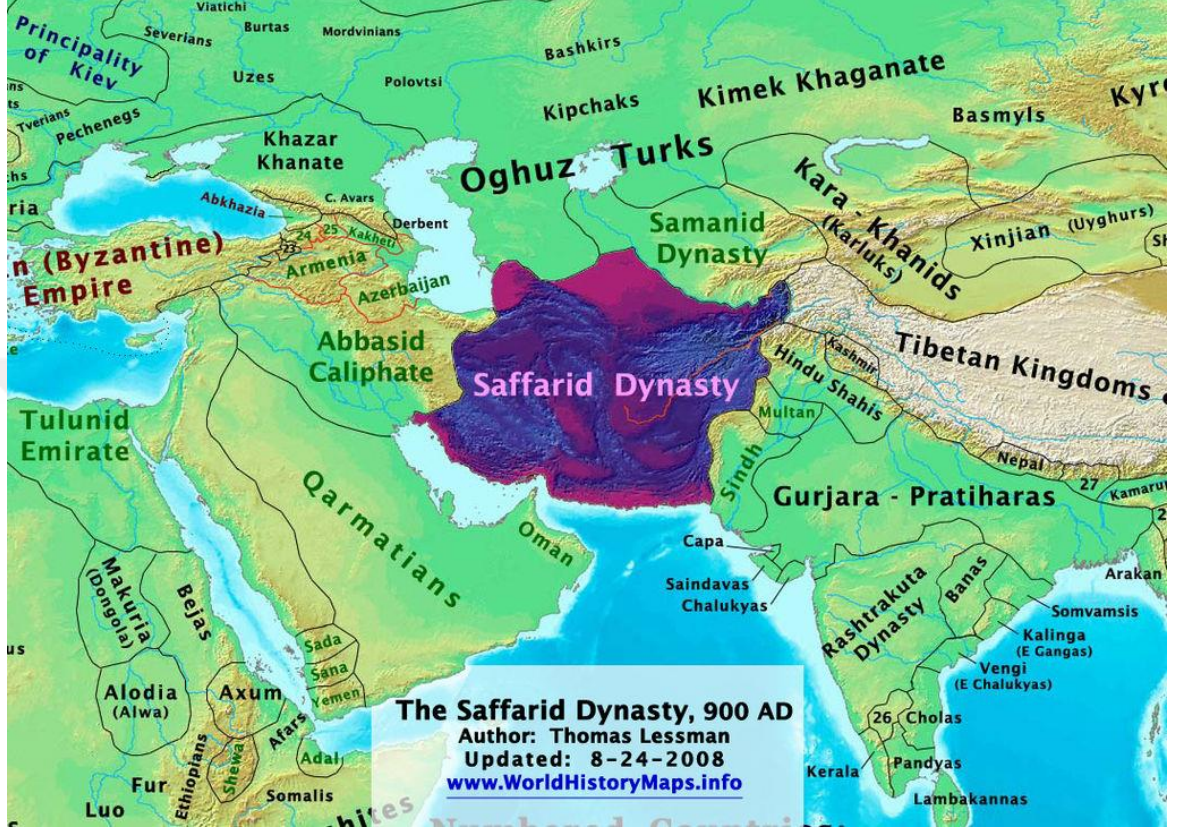 Viatichi
Principality
of Kiev
Severians
Burtas
Mordvinians
Bashkirs
Uzes
Polovtsi
Kipchaks
Kimek Khaganate
Basmyls
Tverians
Pechenegs
Khazar
Khanate
Oghuz Turks
Abkhazia
C. Avars
Derbent
Samanid
Dynasty
Kara - Khanids
(Karluks)
Xinjian (Uyghurs)
(Byzantine)
Empire
23
24
25
Kakheti
Armenia
Azerbaijan
Abbasid
Caliphate
Saffarid Dynasty
Hindu Shahis
Kashmir
Tibetan Kingdoms
Tulunid
Emirate
Multan
Sindh
Nepal
27
Gurjara - Pratiharas
Qarmatians
Oman
Capa
Saindavas
Chalukyas
Arakan
Makuria
(Dongola)
Bejas
Rashtrakuta
Dynasty
Banas
Somvamsis
Kalinga
(E Gangas)
Vengi
(E Chalukyas)
Sada
Sana
Yemen
Alodia
(Alwa)
Axum
Afars
Adal
Shewa
Ethiopians
Fur
Luo
Somalis
26
Cholas
Pandyas
Kerala
Lambakannas
The Saffarid Dynasty, 900 AD
Author: Thomas Lessman
Updated: 8-24-2008
www.WorldHistoryMaps.info